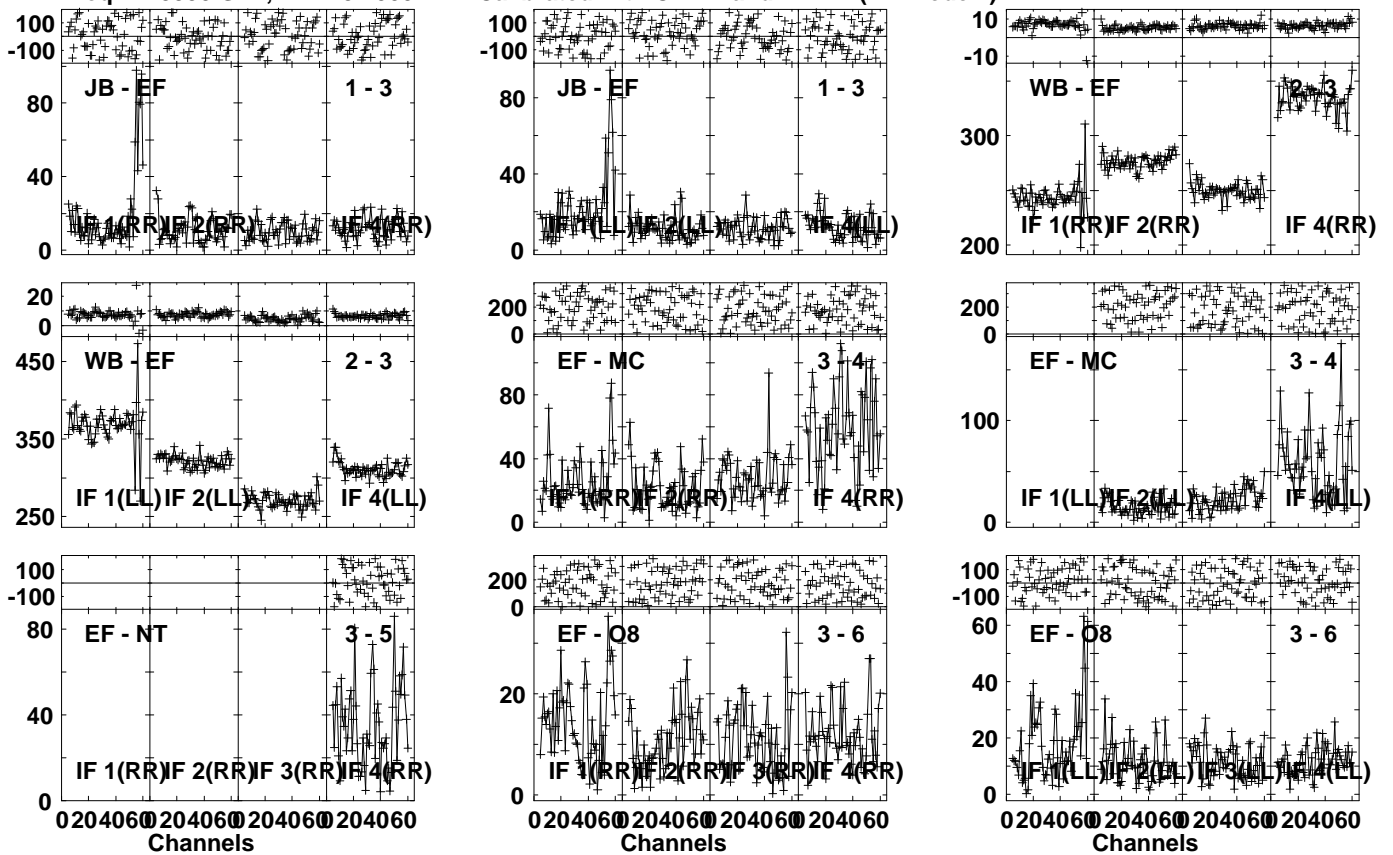 100
-100
JB - EF 1 - 3
80
40
0
IF 1(RR) IF 2(RR) IF 4(RR)
100
-100
JB - EF 1 - 3
80
40
0
IF 1(LL) IF 2(LL) IF 4(LL)
10
-10
WB - EF 2 - 3
300
200
IF 1(RR) IF 2(RR) IF 4(RR)
20
0
WB - EF 2 - 3
450
350
250
IF 1(LL) IF 2(LL) IF 4(LL)
200
0
EF - MC 3 - 4
80
40
0
IF 1(RR) IF 2(RR) IF 4(RR)
200
0
EF - MC 3 - 4
100
0
IF 1(LL) IF 2(LL) IF 4(LL)
100
-100
EF - NT 3 - 5
80
40
0
IF 1(RR) IF 2(RR) IF 3(RR) IF 4(RR)
0 20 40 60 0 20 40 60 0 20 40 60 0 20 40 60
Channels
200
0
EF - O8 3 - 6
20
0
IF 1(RR) IF 2(RR) IF 3(RR) IF 4(RR)
0 20 40 60 0 20 40 60 0 20 40 60 0 20 40 60
Channels
100
-100
EF - O8 3 - 6
60
40
20
0
IF 1(LL) IF 2(LL) IF 3(LL) IF 4(LL)
0 20 40 60 0 20 40 60 0 20 40 60 0 20 40 60
Channels